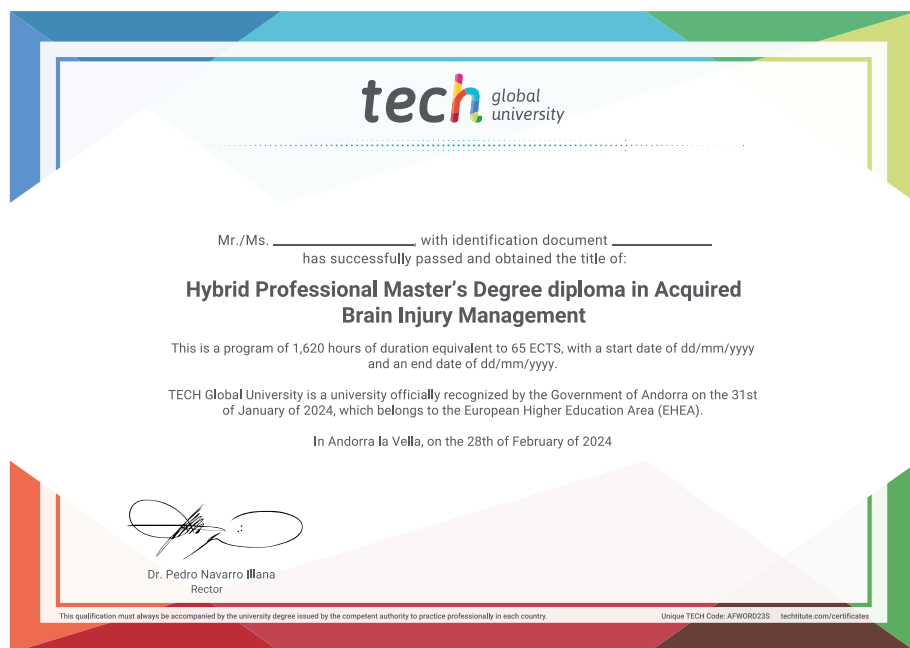 tech global
university
Mr./Ms. ____________________, with identification document ______________
has successfully passed and obtained the title of:
Hybrid Professional Master's Degree diploma in Acquired
Brain Injury Management
This is a program of 1,620 hours of duration equivalent to 65 ECTS, with a start date of dd/mm/yyyy
and an end date of dd/mm/yyyy.
TECH Global University is a university officially recognized by the Government of Andorra on the 31st
of January of 2024, which belongs to the European Higher Education Area (EHEA).
In Andorra la Vella, on the 28th of February of 2024
Dr. Pedro Navarro Illana
Rector
This qualification must always be accompanied by the university degree issued by the competent authority to practice professionally in each country. Unique TECH Code: AFWORD23S techtitute.com/certificates